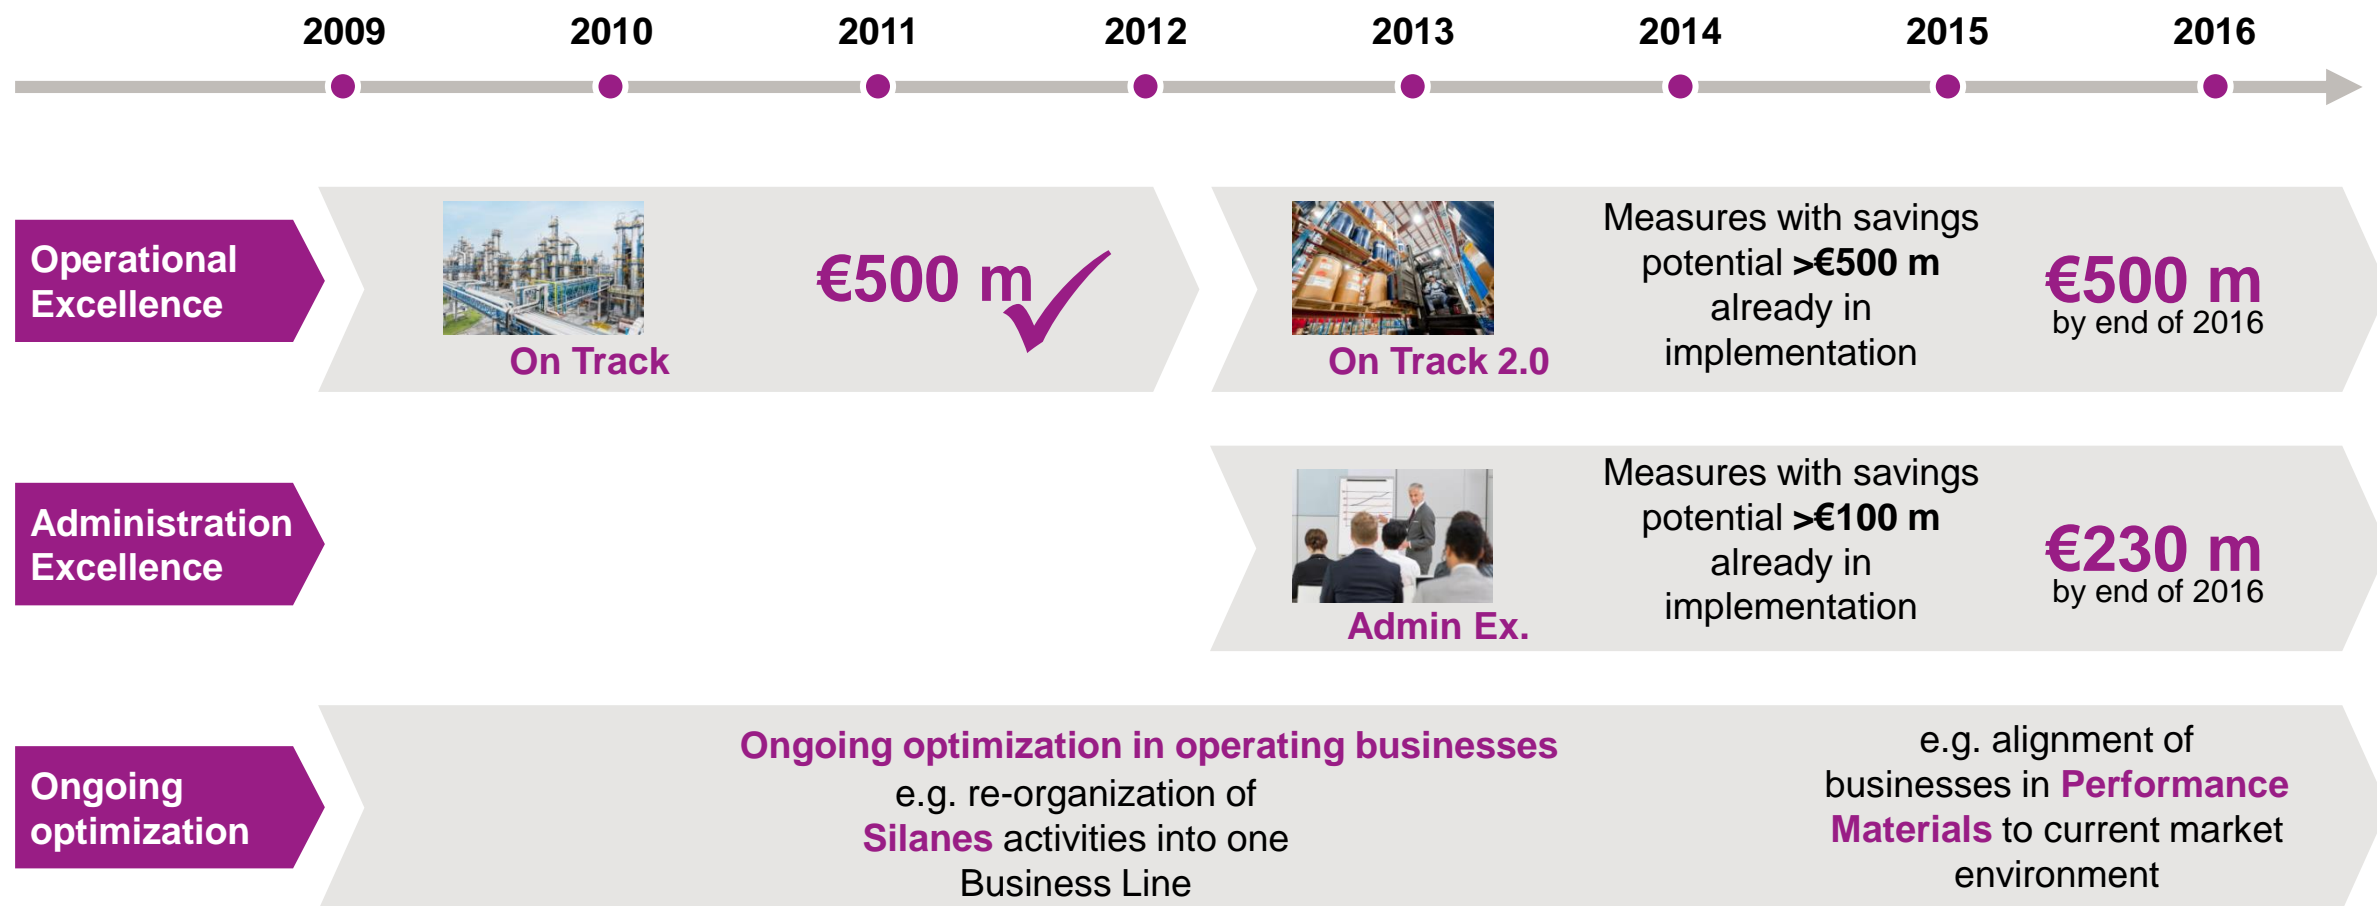 2009 2010 2011 2012 2013 2014 2015 2016
Operational
Excellence
On Track
€500 m
On Track 2.0
Measures with savings
potential >€500 m
already in
implementation
€500 m
by end of 2016
Administration
Excellence
Admin Ex.
Measures with savings
potential >€100 m
already in
implementation
€230 m
by end of 2016
Ongoing
optimization
Ongoing optimization in operating businesses
e.g. re-organization of
Silanes activities into one
Business Line
e.g. alignment of
businesses in Performance
Materials to current market
environment